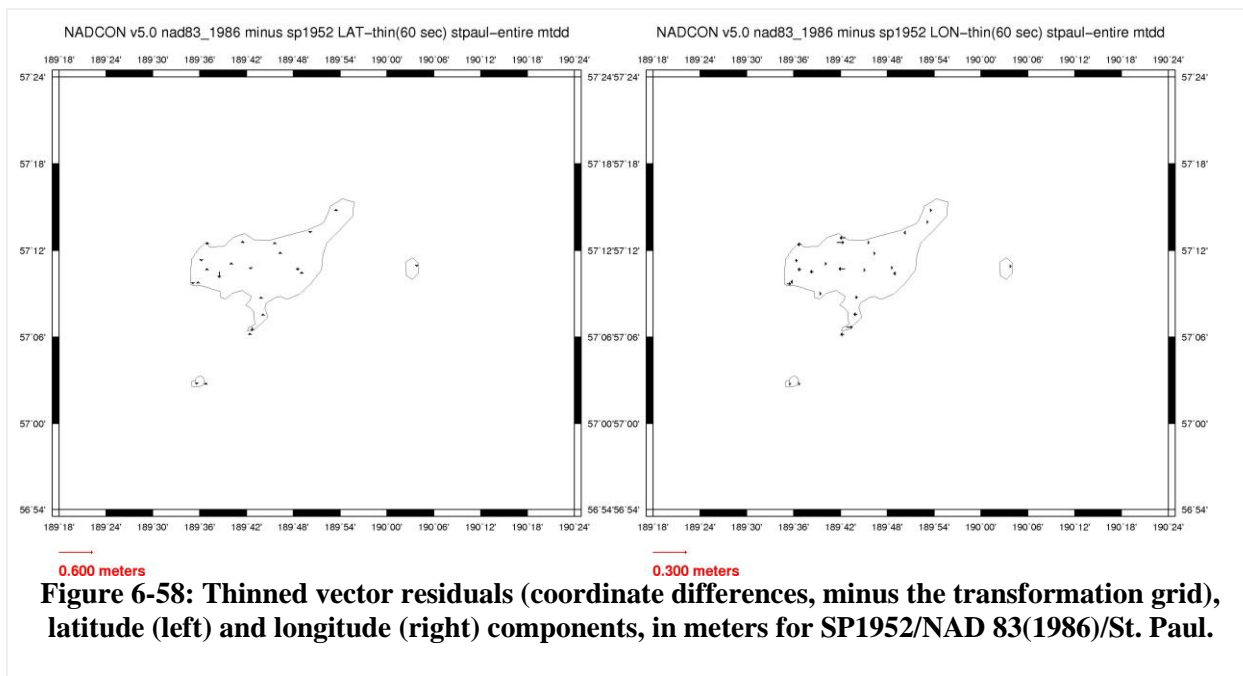 NADCON v5.0 nad83_1986 minus sp1952 LAT−thin(60 sec) stpaul−entire mtdd
189˚18' 189˚24' 189˚30' 189˚36' 189˚42' 189˚48' 189˚54' 190˚00' 190˚06' 190˚12' 190˚18' 190˚24'
57˚24' 57˚24'
57˚18' 57˚18'
57˚12' 57˚12'
57˚06' 57˚06'
57˚00' 57˚00'
56˚54' 56˚54'
189˚18' 189˚24' 189˚30' 189˚36' 189˚42' 189˚48' 189˚54' 190˚00' 190˚06' 190˚12' 190˚18' 190˚24'
0.600 meters
NADCON v5.0 nad83_1986 minus sp1952 LON−thin(60 sec) stpaul−entire mtdd
189˚18' 189˚24' 189˚30' 189˚36' 189˚42' 189˚48' 189˚54' 190˚00' 190˚06' 190˚12' 190˚18' 190˚24'
57˚24' 57˚24'
57˚18' 57˚18'
57˚12' 57˚12'
57˚06' 57˚06'
57˚00' 57˚00'
56˚54' 56˚54'
189˚18' 189˚24' 189˚30' 189˚36' 189˚42' 189˚48' 189˚54' 190˚00' 190˚06' 190˚12' 190˚18' 190˚24'
0.300 meters
Figure 6-58: Thinned vector residuals (coordinate differences, minus the transformation grid),
latitude (left) and longitude (right) components, in meters for SP1952/NAD 83(1986)/St. Paul.